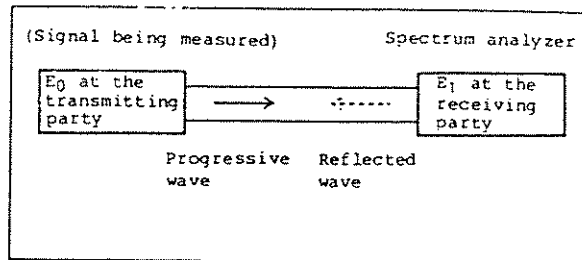 (Signal being measured)
Spectrum analyzer
E0 at the
transmitting
party
E1 at the
receiving
party
Progressive
wave
Reflected
wave